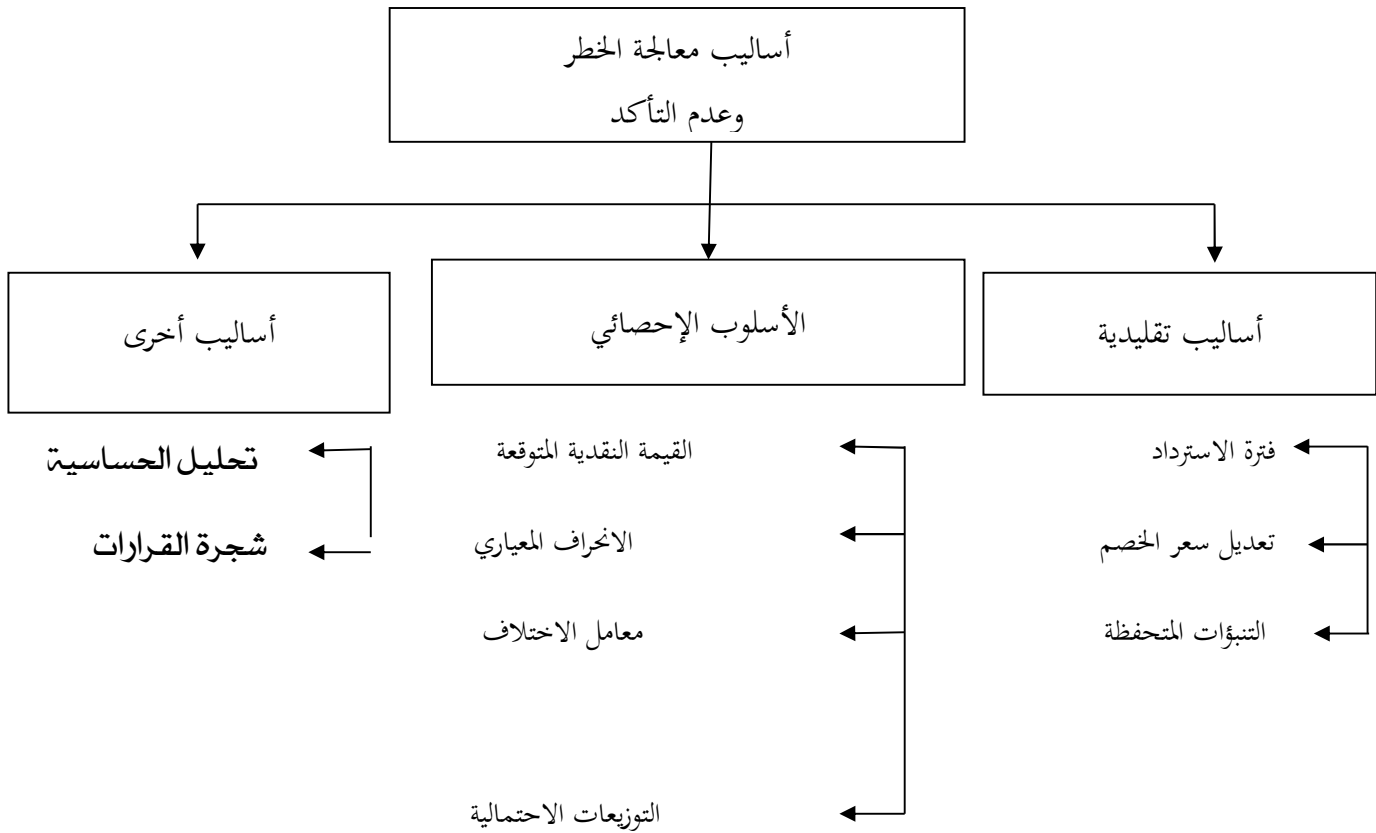 أساليب معالجة الخطر
وعدم التأكد
أساليب تقليدية
الأسلوب الإحصائي
أساليب أخرى
فترة الاسترداد
تعديل سعر الخصم
التنبؤات المتحفظة
القيمة النقدية المتوقعة
الانحراف المعياري
معامل الاختلاف
التوزيعات الاحتمالية
تحليل الحساسية
شجرة القرارات